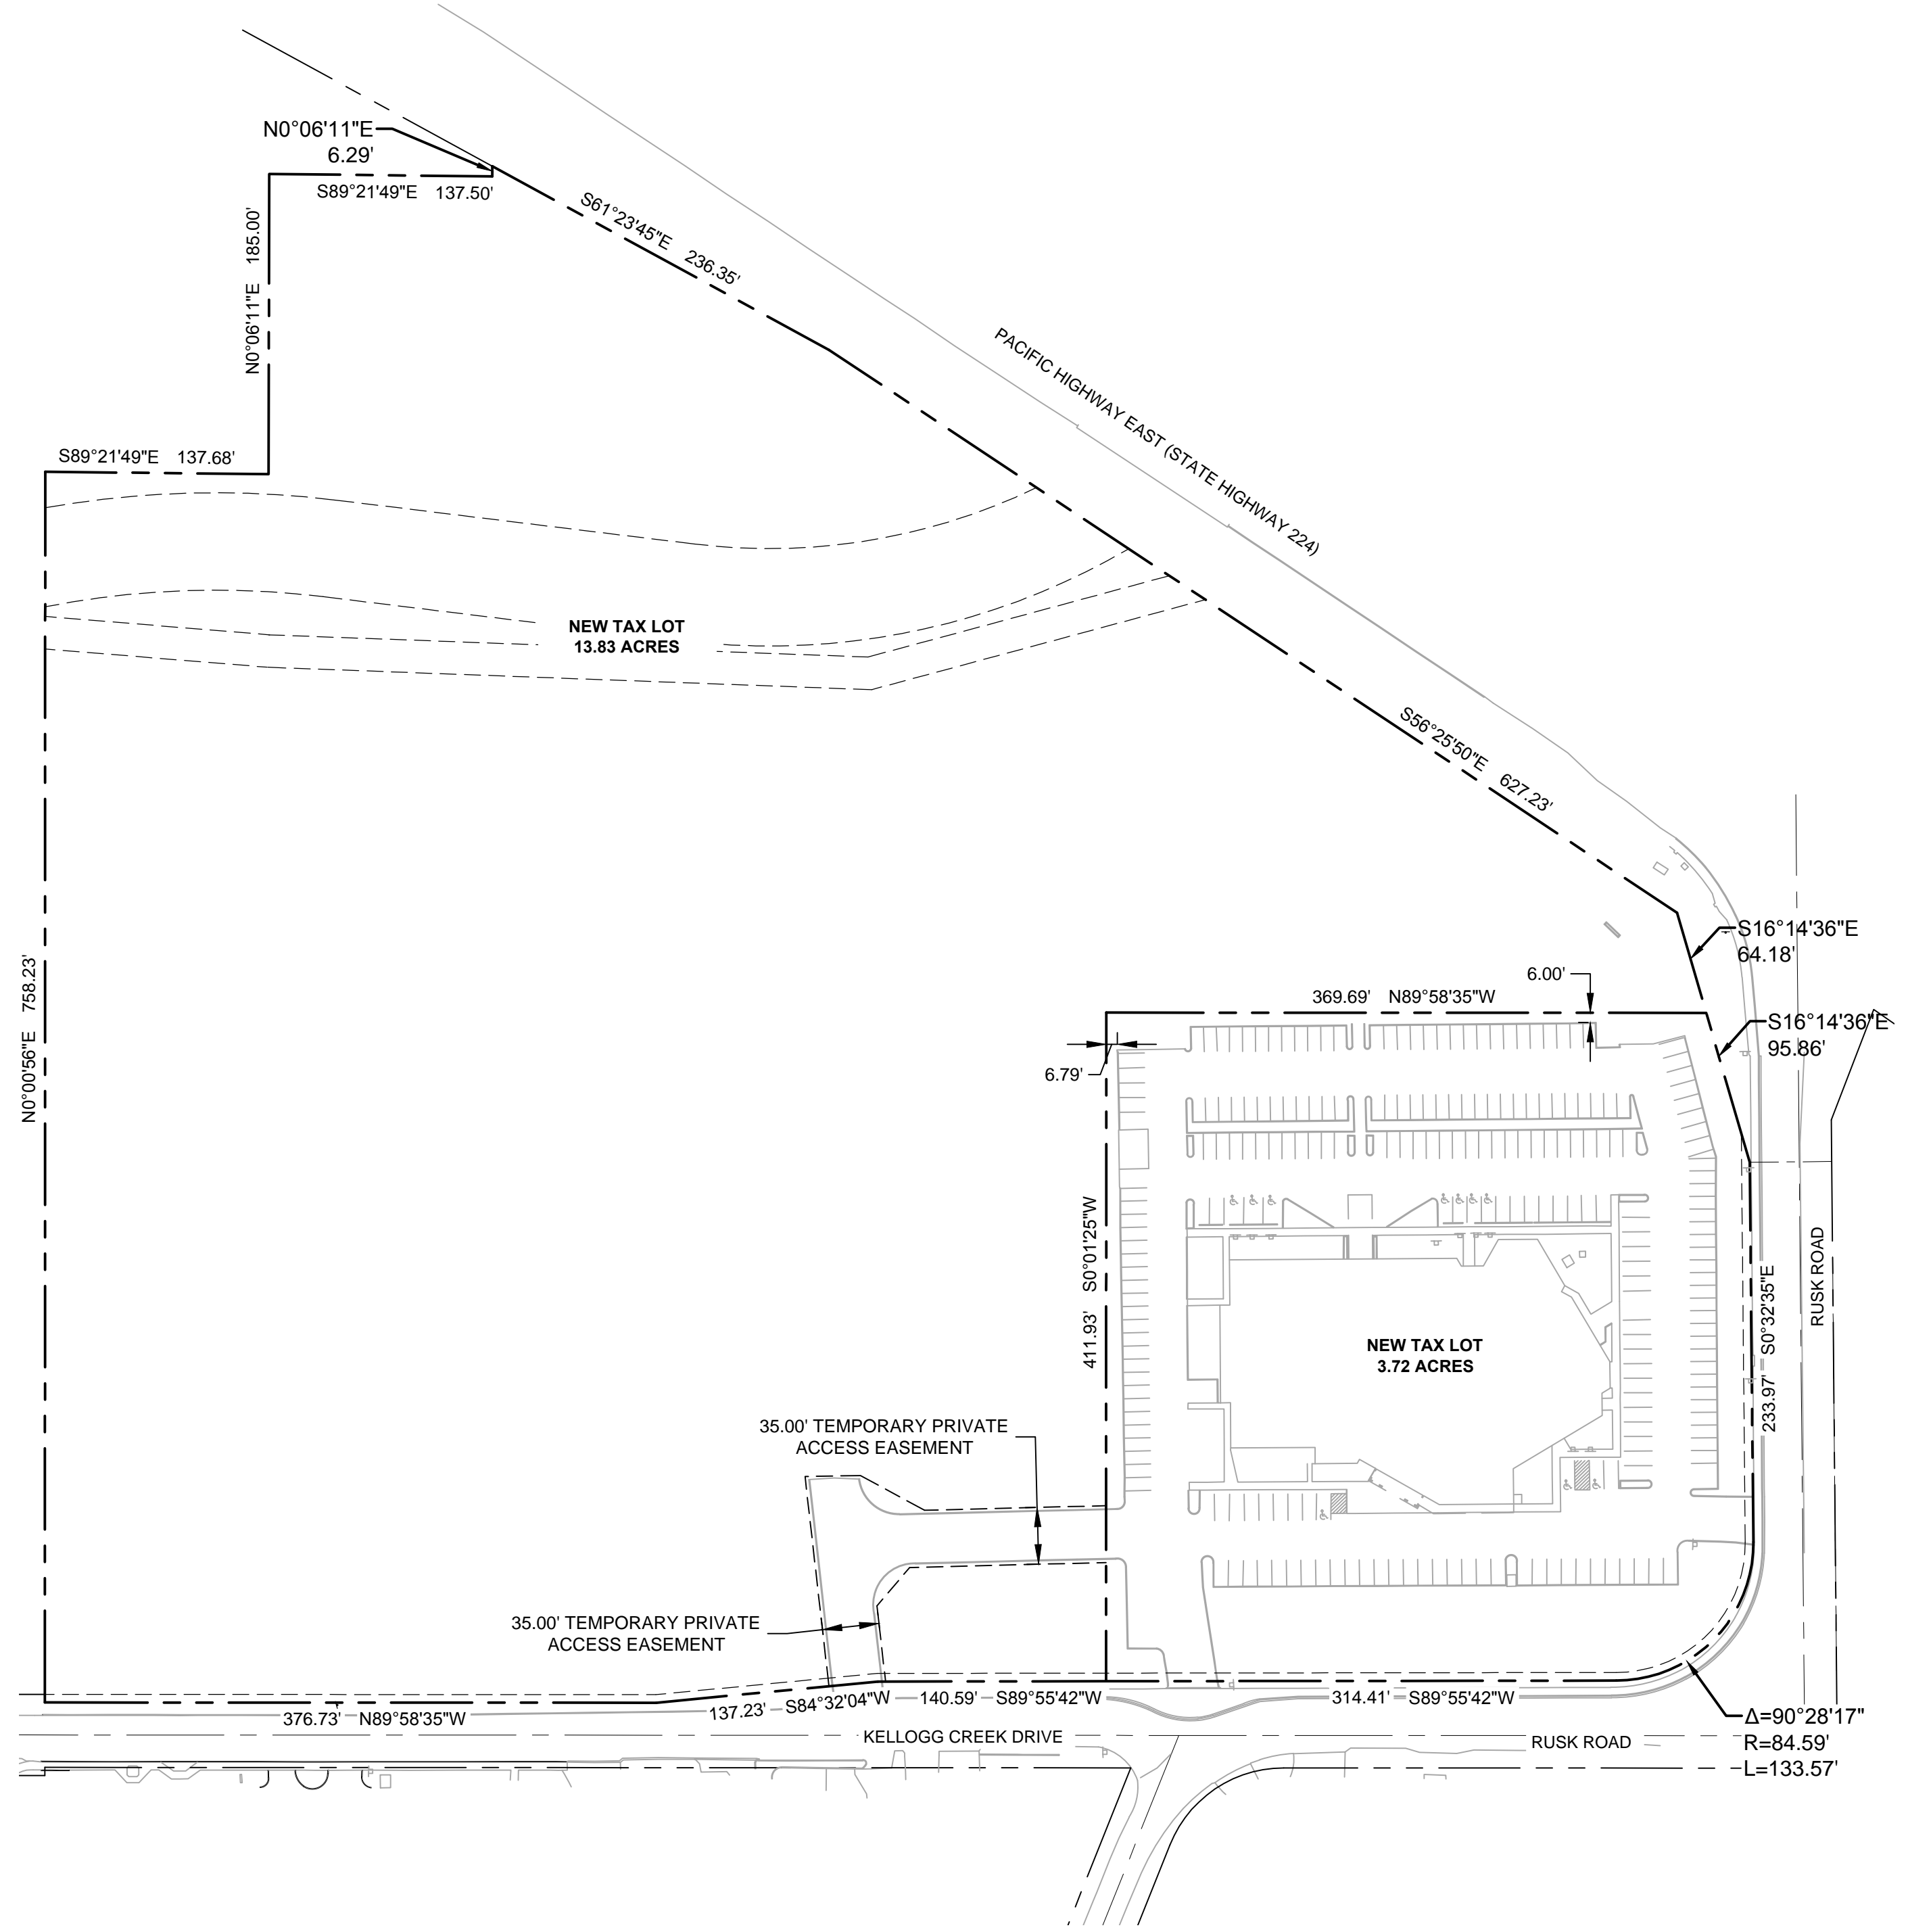 N0°06'11"E
6.29'
S89°21'49"E 137.50'
N0°06'11"E 185.00'
S61°23'45"E 236.35'
PACIFIC HIGHWAY EAST (STATE HIGHWAY 224)
S89°21'49"E 137.68'
NEW TAX LOT
13.83 ACRES
S56°25'50"E 627.23'
S16°14'36"E
64.18'
6.00'
369.69' N89°58'35"W
S16°14'36"E
95.86'
6.79'
N0°00'56"E 758.23'
411.93' S0°01'25"W
233.97' S0°32'35"E
RUSK ROAD
NEW TAX LOT
3.72 ACRES
35.00' TEMPORARY PRIVATE
ACCESS EASEMENT
35.00' TEMPORARY PRIVATE
ACCESS EASEMENT
376.73' N89°58'35"W
137.23' S84°32'04"W
140.59' S89°55'42"W
314.41' S89°55'42"W
KELLOGG CREEK DRIVE
RUSK ROAD
Δ=90°28'17"
R=84.59'
L=133.57'